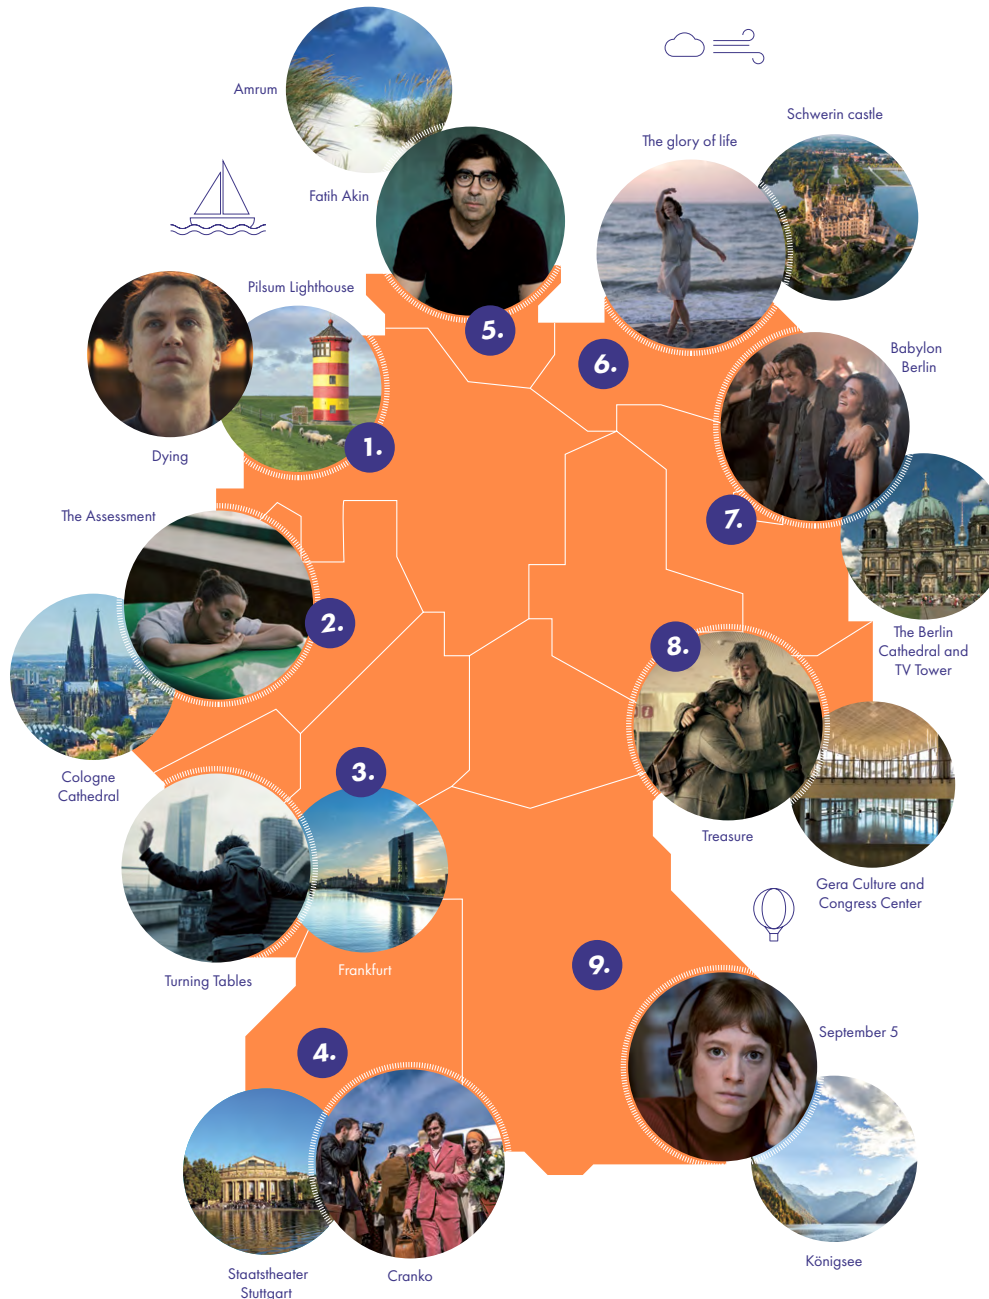 Amrum
Fatih Akin
The glory of life
Schwerin castle
Pilsum Lighthouse
Dying
5.
6.
Babylon
Berlin
1.
The Assessment
7.
The Berlin
Cathedral and
TV Tower
2.
8.
Cologne
Cathedral
3.
Treasure
Gera Culture and
Congress Center
Turning Tables
Frankfurt
9.
September 5
4.
Staatstheater
Stuttgart
Cranko
Königsee